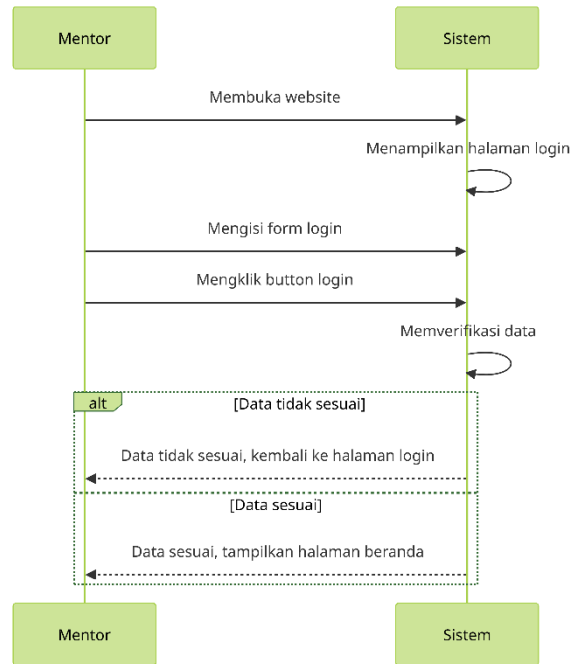 Mentor
Sistem
Membuka website
Menampilkan halaman login
Mengisi form login
Mengklik button login
Memverifikasi data
alt
[Data tidak sesuai]
Data tidak sesuai, kembali ke halaman login
[Data sesuai]
Data sesuai, tampilkan halaman beranda
Mentor
Sistem